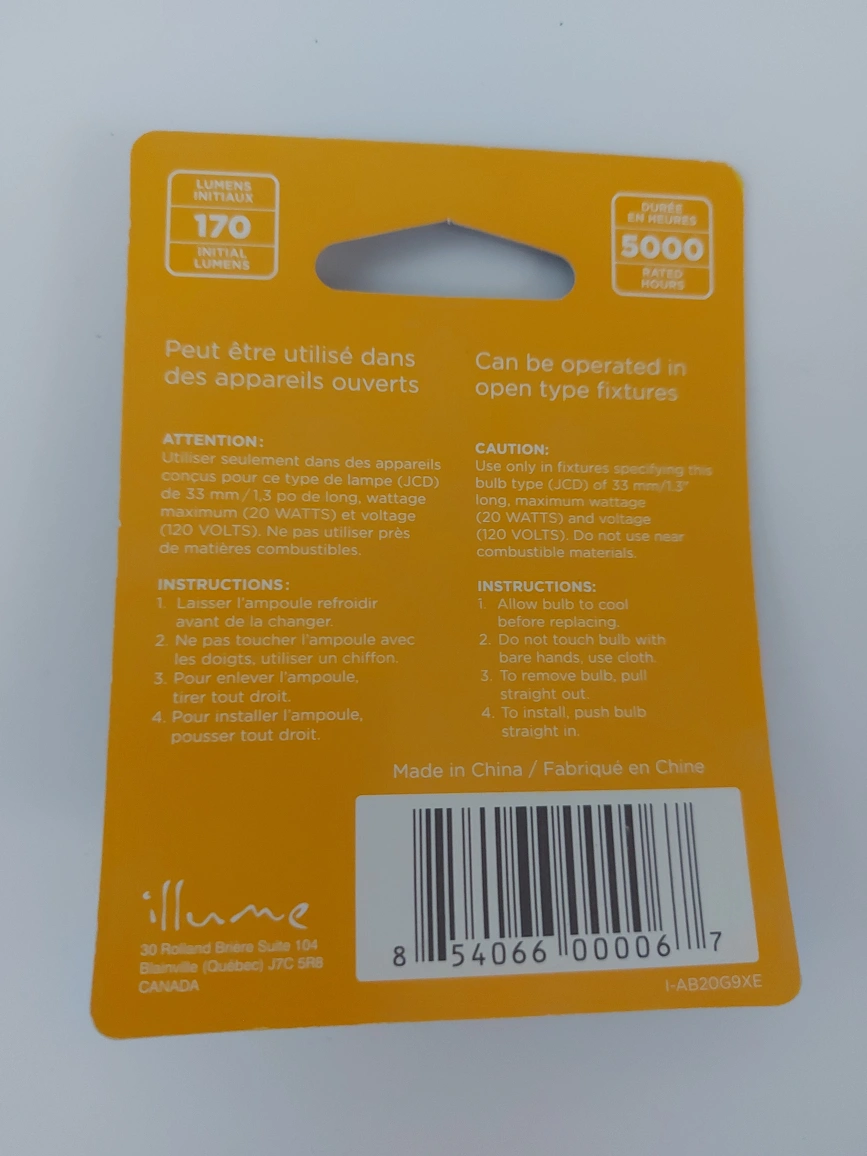 LUMENS
INITIAUX
170
INITIAL
LUMENS
DURÉE
EN HEURES
5000
RATED
HOURS
Peut être utilisé dans
des appareils ouverts
Can be operated in
open type fixtures
ATTENTION:
Utiliser seulement dans des appareils
conçus pour ce type de lampe (JCD)
de 33 mm / 1,3 po de long, wattage
maximum (20 WATTS) et voltage
(120 VOLTS). Ne pas utiliser près
de matières combustibles.
INSTRUCTIONS:
1. Laisser l'ampoule refroidir
avant de la changer.
2. Ne pas toucher l'ampoule avec
les doigts, utiliser un chiffon.
3. Pour enlever l'ampoule,
tirer tout droit.
4. Pour installer l'ampoule,
pousser tout droit.
CAUTION:
Use only in fixtures specifying this
bulb type (JCD) of 33 mm/1.3"
long, maximum wattage
(20 WATTS) and voltage
(120 VOLTS). Do not use near
combustible materials.
INSTRUCTIONS:
1. Allow bulb to cool
before replacing.
2. Do not touch bulb with
bare hands, use cloth.
3. To remove bulb, pull
straight out.
4. To install, push bulb
straight in.
Made in China / Fabriqué en Chine
illume
30 Rolland Brière Suite 104
Blainville (Québec) J7C 5R8
CANADA
8 54066 00006 7
I-AB20G9XE